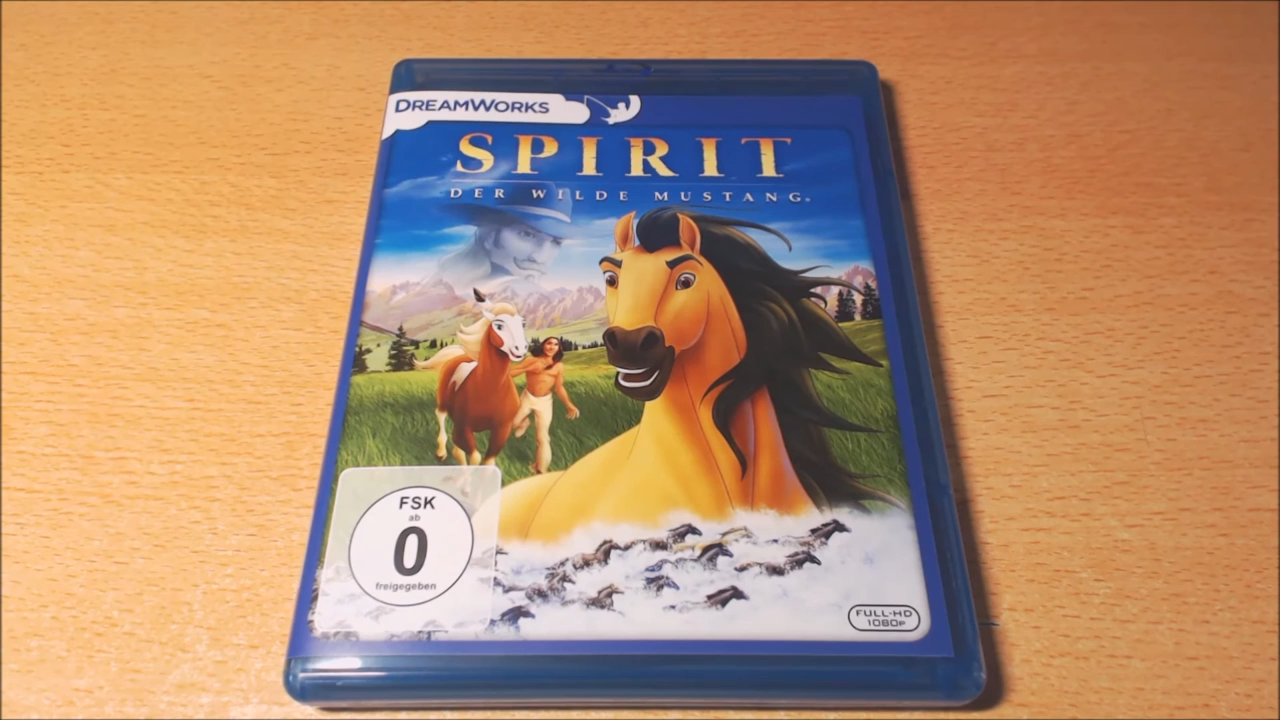 DREAMWORKS
SPIRIT
DER WILDE MUSTANG®
FSK
ab
0
freigegeben
FULL-HD
1080P